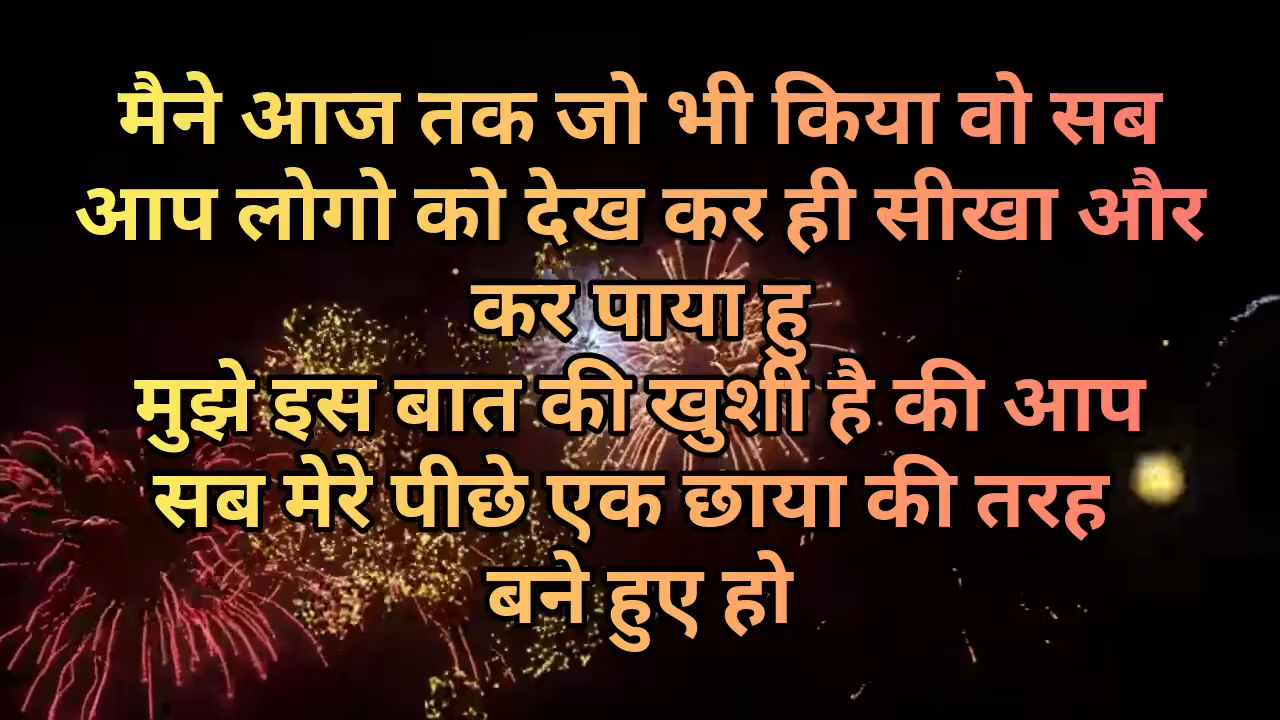 मैने आज तक जो भी किया वो सब
आप लोगो को देख कर ही सीखा और
कर पाया हु
मुझे इस बात की खुशी है की आप
सब मेरे पीछे एक छाया की तरह
बने हुए हो